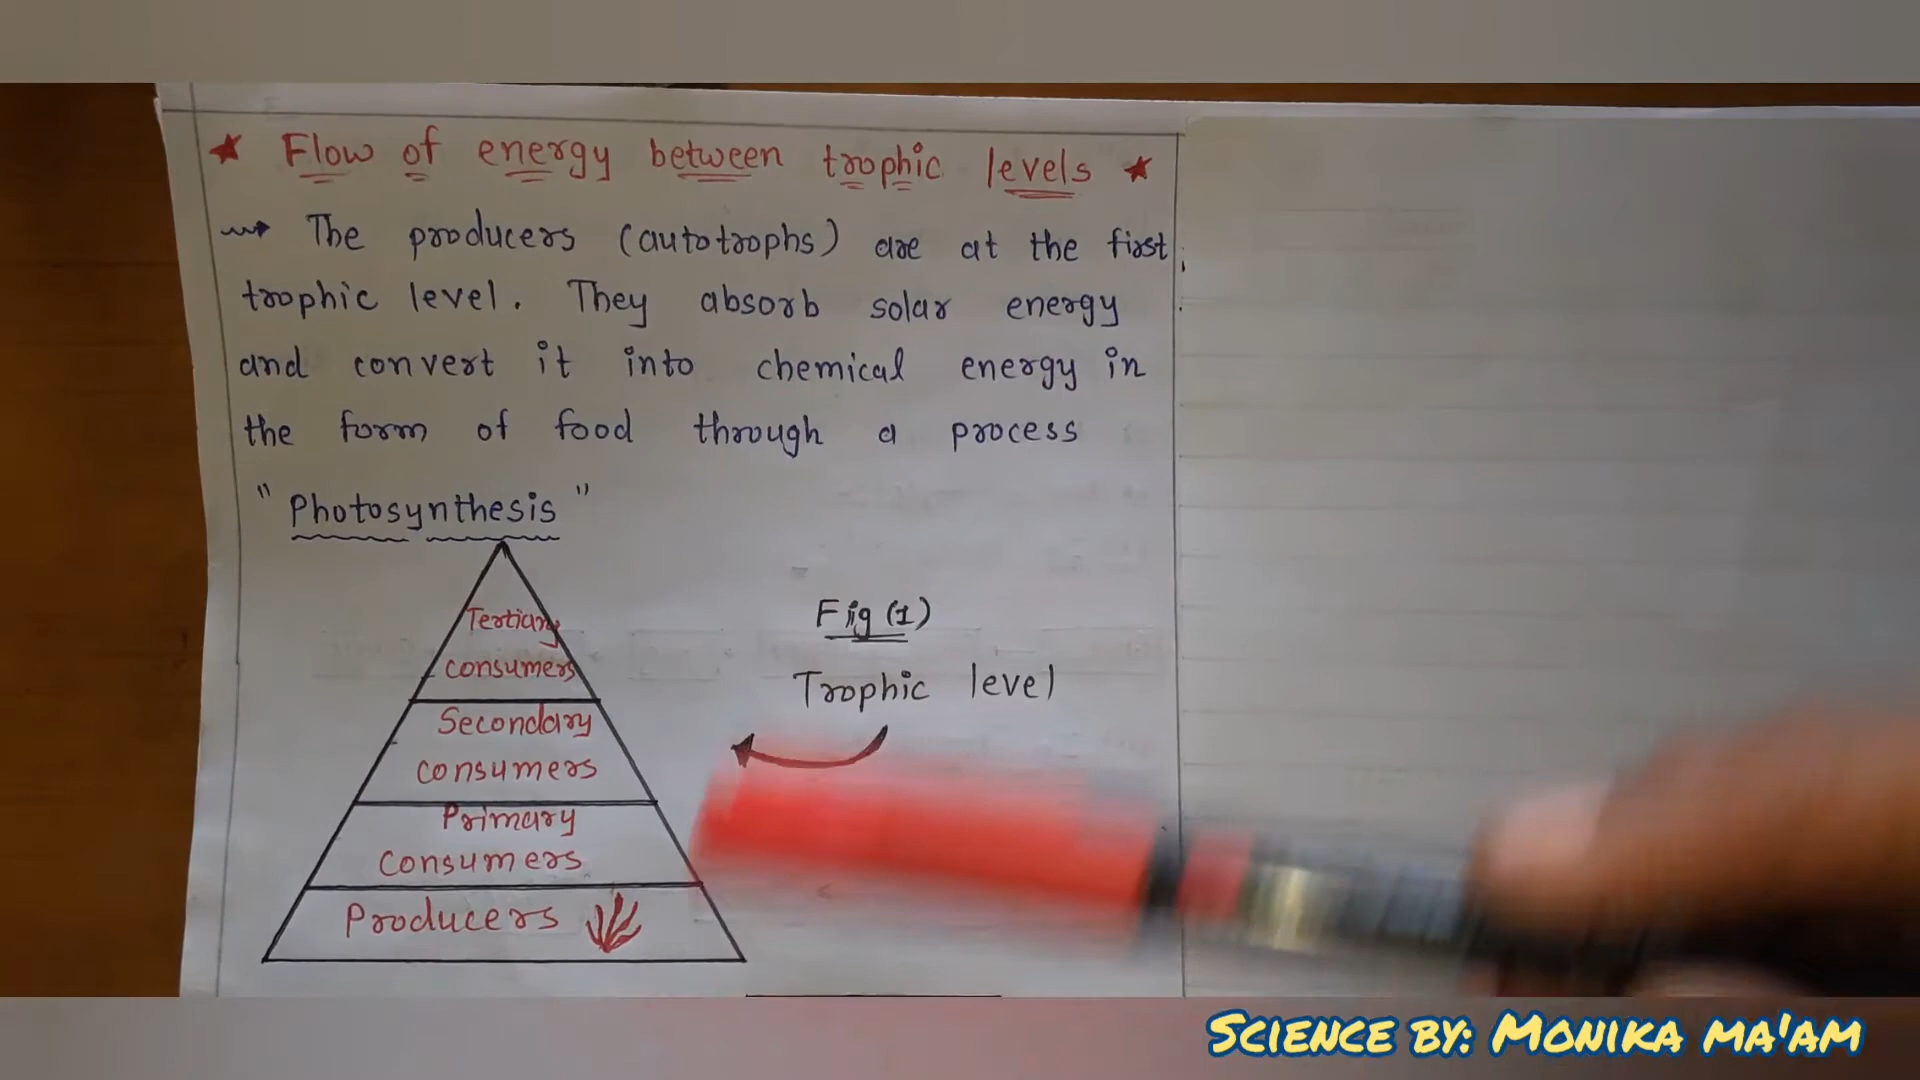 ★ Flow of energy between trophic levels ★
The producers (autotrophs) are at the first
trophic level. They absorb solar energy
and convert it into chemical energy in
the form of food through a process
"Photosynthesis"
Tertiary
consumers
Secondary
consumers
Primary
consumers
Producers
Fig (1)
Trophic level
SCIENCE BY: MONIKA MA'AM